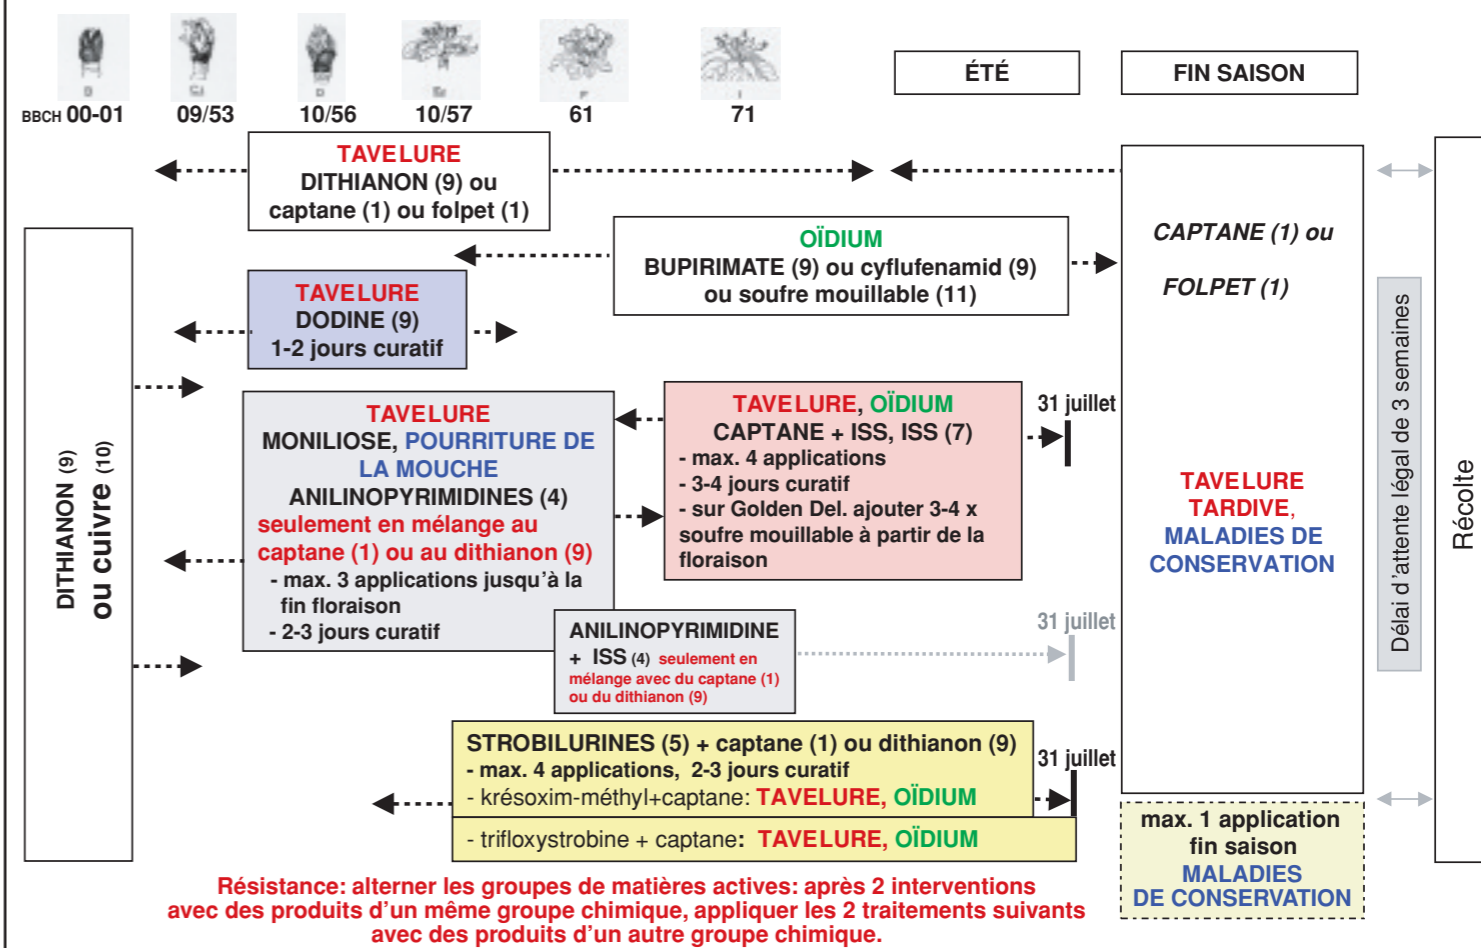 BBCH 00-01 09/53 10/56 10/57 61 71
ÉTÉ
FIN SAISON
TAVELURE
DITHIANON (9) ou
captane (1) ou folpet (1)
OÏDIUM
BUPIRIMATE (9) ou cyflufenamid (9)
ou soufre mouillable (11)
TAVELURE
DODINE (9)
1-2 jours curatif
DITHIANON (9)
ou cuivre (10)
TAVELURE
MONILIOSE, POURRITURE DE
LA MOUCHE
ANILINOPYRIMIDINES (4)
seulement en mélange au
captane (1) ou au dithianon (9)
- max. 3 applications jusqu'à la
fin floraison
- 2-3 jours curatif
TAVELURE, OÏDIUM
CAPTANE + ISS, ISS (7)
- max. 4 applications
- 3-4 jours curatif
- sur Golden Del. ajouter 3-4 x
soufre mouillable à partir de la
floraison
31 juillet
ANILINOPYRIMIDINE
+ ISS (4) seulement en
mélange avec du captane (1)
ou du dithianon (9)
31 juillet
STROBILURINES (5) + captane (1) ou dithianon (9)
- max. 4 applications, 2-3 jours curatif
- krésoxim-méthyl+captane: TAVELURE, OÏDIUM
- trifloxystrobine + captane: TAVELURE, OÏDIUM
31 juillet
CAPTANE (1) ou
FOLPET (1)
TAVELURE
TARDIVE,
MALADIES DE
CONSERVATION
max. 1 application
fin saison
MALADIES
DE CONSERVATION
Délai d'attente légal de 3 semaines
Récolte
Résistance: alterner les groupes de matières actives: après 2 interventions
avec des produits d'un même groupe chimique, appliquer les 2 traitements suivants
avec des produits d'un autre groupe chimique.